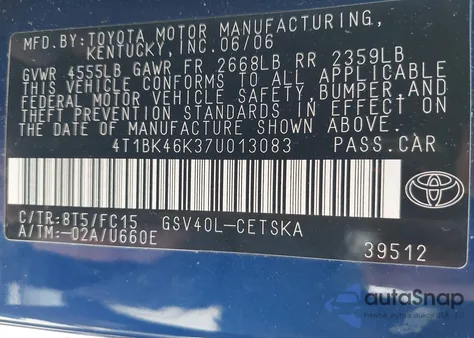 MFD.BY:TOYOTA MOTOR MANUFACTURING,
KENTUCKY, INC. 06/06
GVWR 4555LB GAWR FR 2668LB RR 2359LB
THIS VEHICLE CONFORMS TO ALL APPLICABLE
FEDERAL MOTOR VEHICLE SAFETY,BUMPER,AND
THEFT PREVENTION STANDARDS IN EFFECT ON
THE DATE OF MANUFACTURE SHOWN ABOVE.
4T1BK46K37U013083 PASS.CAR
C/TR:8T5/FC15 GSV40L-CETSKA
A/TM:-02A/U660E
39512
autoSnap